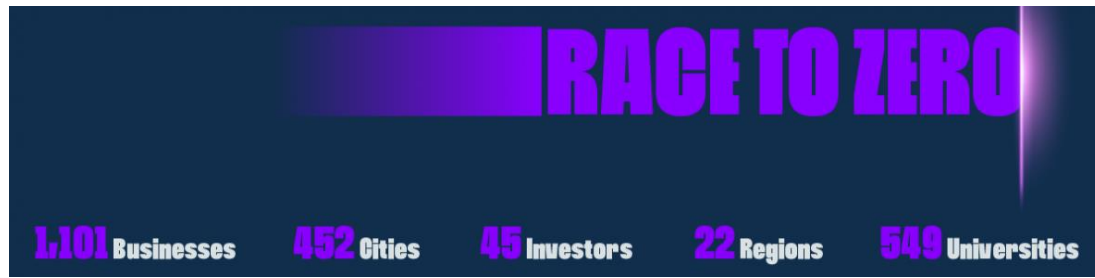 RACE TO ZERO
1,101 Businesses 452 Cities 45 Investors 22 Regions 549 Universities